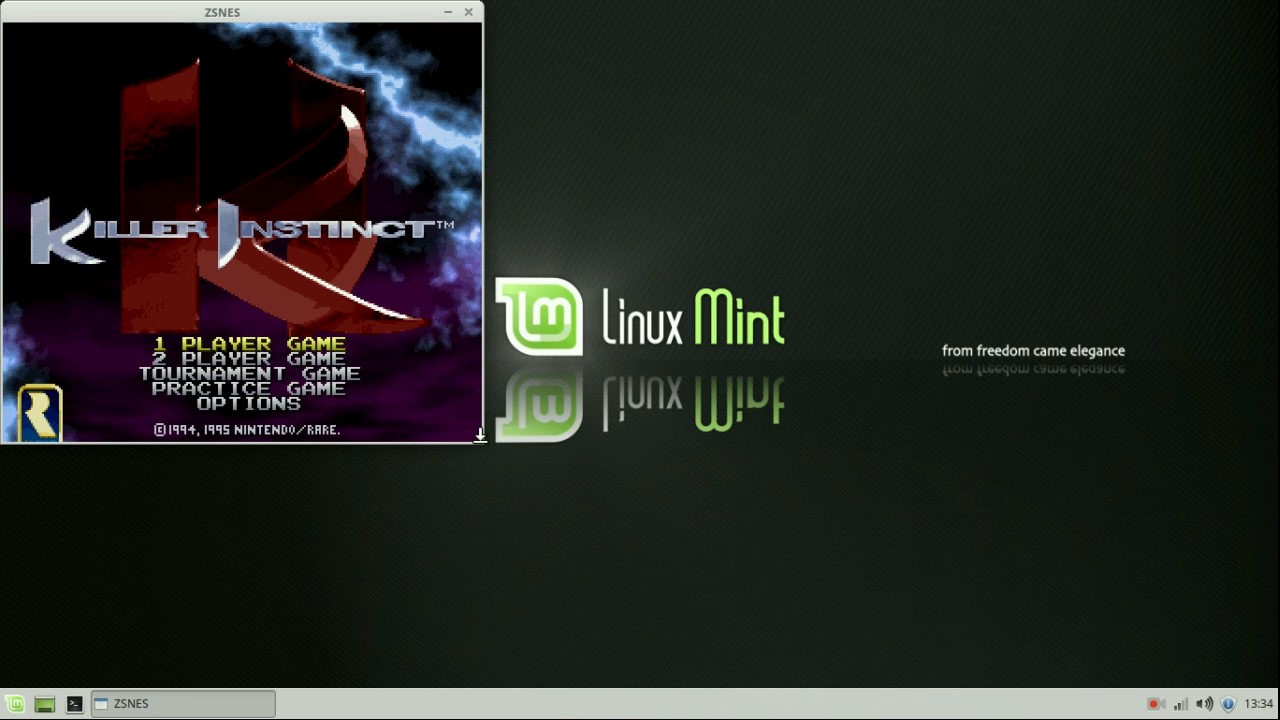 ZSNES
KILLER INSTINCT™
1 PLAYER GAME
2 PLAYER GAME
TOURNAMENT GAME
PRACTICE GAME
OPTIONS
©1994, 1995 NINTENDO/RARE.
Linux Mint
from freedom came elegance
ZSNES
13:34